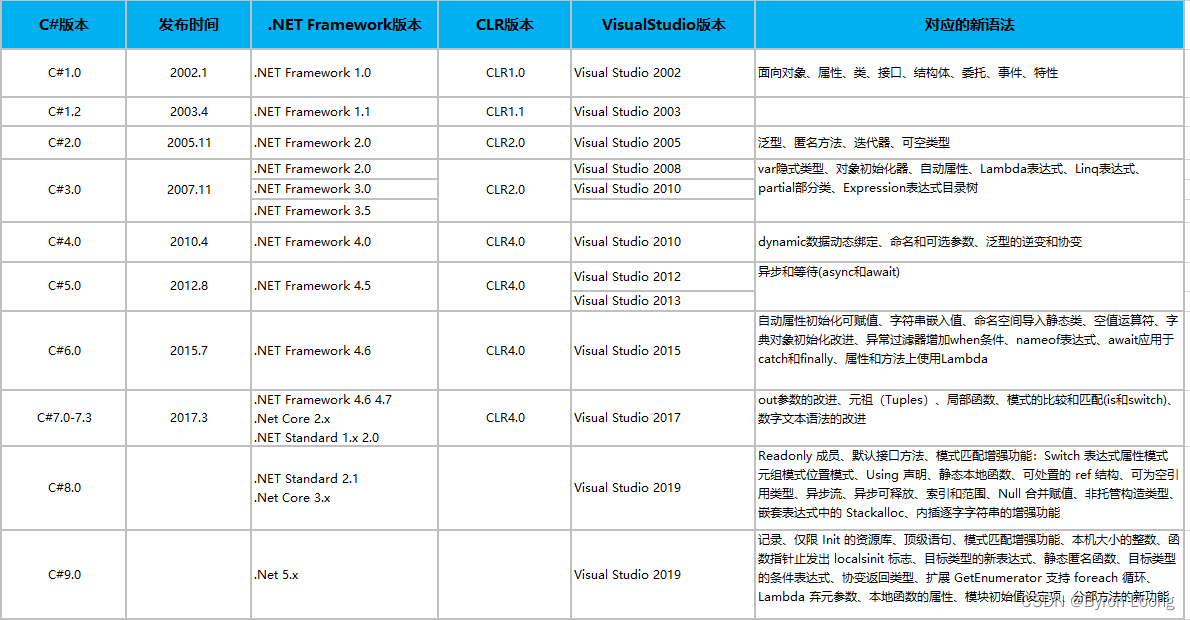 C#版本 发布时间 .NET Framework版本 CLR版本 VisualStudio版本 对应的新语法
C#1.0 2002.1 .NET Framework 1.0 CLR1.0 Visual Studio 2002 面向对象、属性、类、接口、结构体、委托、事件、特性
C#1.2 2003.4 .NET Framework 1.1 CLR1.1 Visual Studio 2003
C#2.0 2005.11 .NET Framework 2.0 CLR2.0 Visual Studio 2005 泛型、匿名方法、迭代器、可空类型
.NET Framework 2.0 Visual Studio 2008 var隐式类型、对象初始化器、自动属性、Lambda表达式、Linq表达式、
C#3.0 2007.11 .NET Framework 3.0 CLR2.0 Visual Studio 2010 partial部分类、Expression表达式目录树
.NET Framework 3.5
C#4.0 2010.4 .NET Framework 4.0 CLR4.0 Visual Studio 2010 dynamic数据动态绑定、命名和可选参数、泛型的逆变和协变
C#5.0 2012.8 .NET Framework 4.5 CLR4.0 Visual Studio 2012 异步和等待(async和await)
Visual Studio 2013
C#6.0 2015.7 .NET Framework 4.6 CLR4.0 Visual Studio 2015 自动属性初始化可赋值、字符串嵌入值、命名空间导入静态类、空值运算符、字
典对象初始化改进、异常过滤器增加when条件、nameof表达式、await应用于
catch和finally、属性和方法上使用Lambda
.NET Framework 4.6 4.7 out参数的改进、元祖（Tuples）、局部函数、模式的比较和匹配(is和switch)、
C#7.0-7.3 2017.3 .Net Core 2.x CLR4.0 Visual Studio 2017 数字文本语法的改进
.NET Standard 1.x 2.0
C#8.0 .NET Standard 2.1 Visual Studio 2019 Readonly 成员、默认接口方法、模式匹配增强功能：Switch 表达式属性模式
.Net Core 3.x 元组模式位置模式、Using 声明、静态本地函数、可处置的 ref 结构、可为空引
用类型、异步流、异步可释放、索引和范围、Null 合并赋值、非托管构造类型、
嵌套表达式中的 Stackalloc、内插逐字字符串的增强功能
C#9.0 .Net 5.x Visual Studio 2019 记录、仅限 Init 的资源库、顶级语句、模式匹配增强功能、本机大小的整数、函
数指针止发出 localsinit 标志、目标类型的新表达式、静态匿名函数、目标类型
的条件表达式、协变返回类型、扩展 GetEnumerator 支持 foreach 循环、
Lambda 弃元参数、本地函数的属性、模块初始值设定项、分部方法的新功能
CSDN @Byron Loong